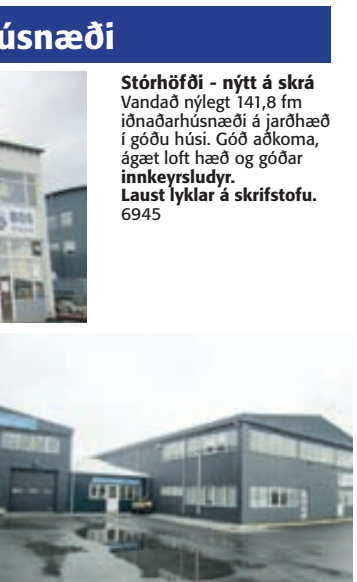 úsnæði
Stórhöfði - nýtt á skrá
Vandað nýlegt 141,8 fm
iðnaðarhúsnæði á jarðhæð
í góðu húsi. Góð aðkoma,
ágæt loft hæð og góðar
innkeyrsludyr.
Laust lyklar á skrifstofu.
6945